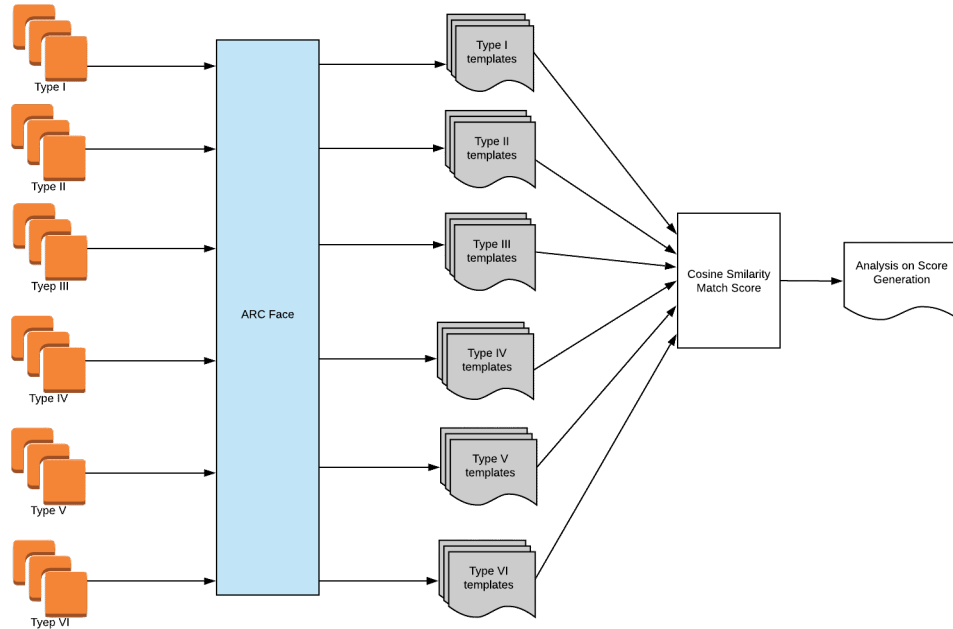 Type I
Type II
Tyep III
Type IV
Type V
Tyep VI
ARC Face
Type I
templates
Type II
templates
Type III
templates
Type IV
templates
Type V
templates
Type VI
templates
Cosine Smilarity
Match Score
Analysis on Score
Generation